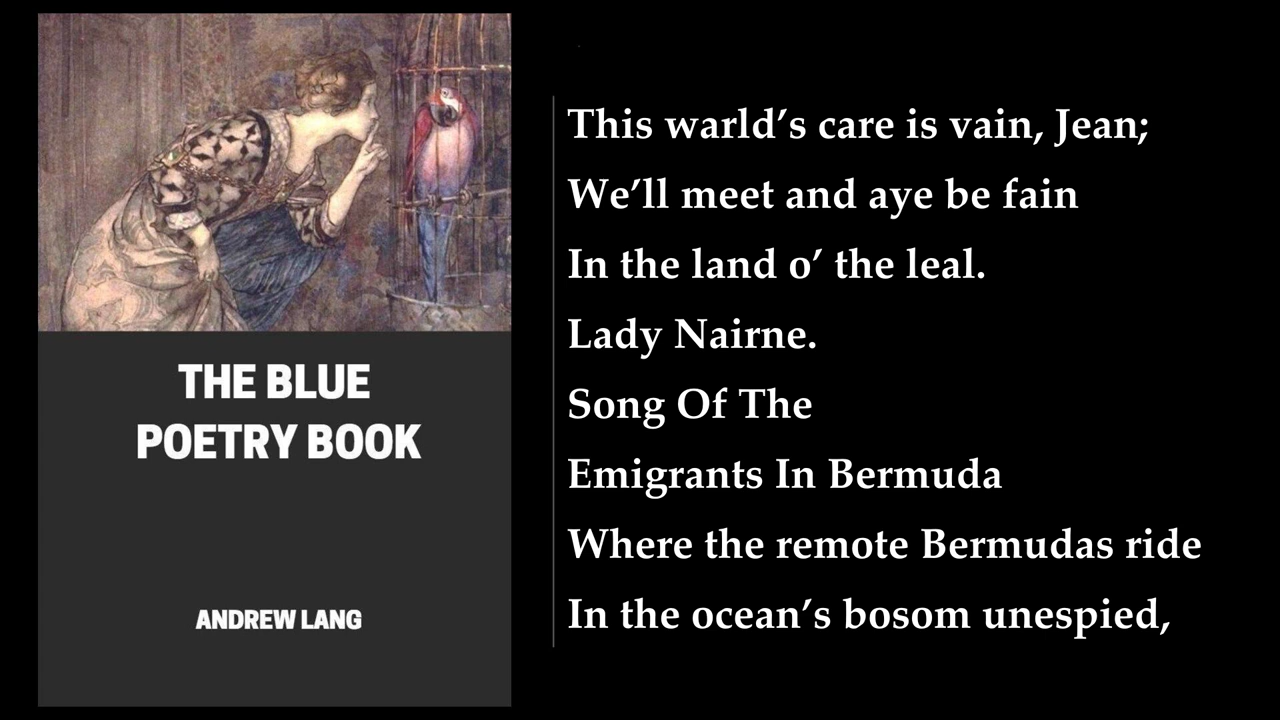 THE BLUE
POETRY BOOK
ANDREW LANG
This warld’s care is vain, Jean;
We’ll meet and aye be fain
In the land o’ the leal.
Lady Nairne.
Song Of The
Emigrants In Bermuda
Where the remote Bermudas ride
In the ocean’s bosom unespied,